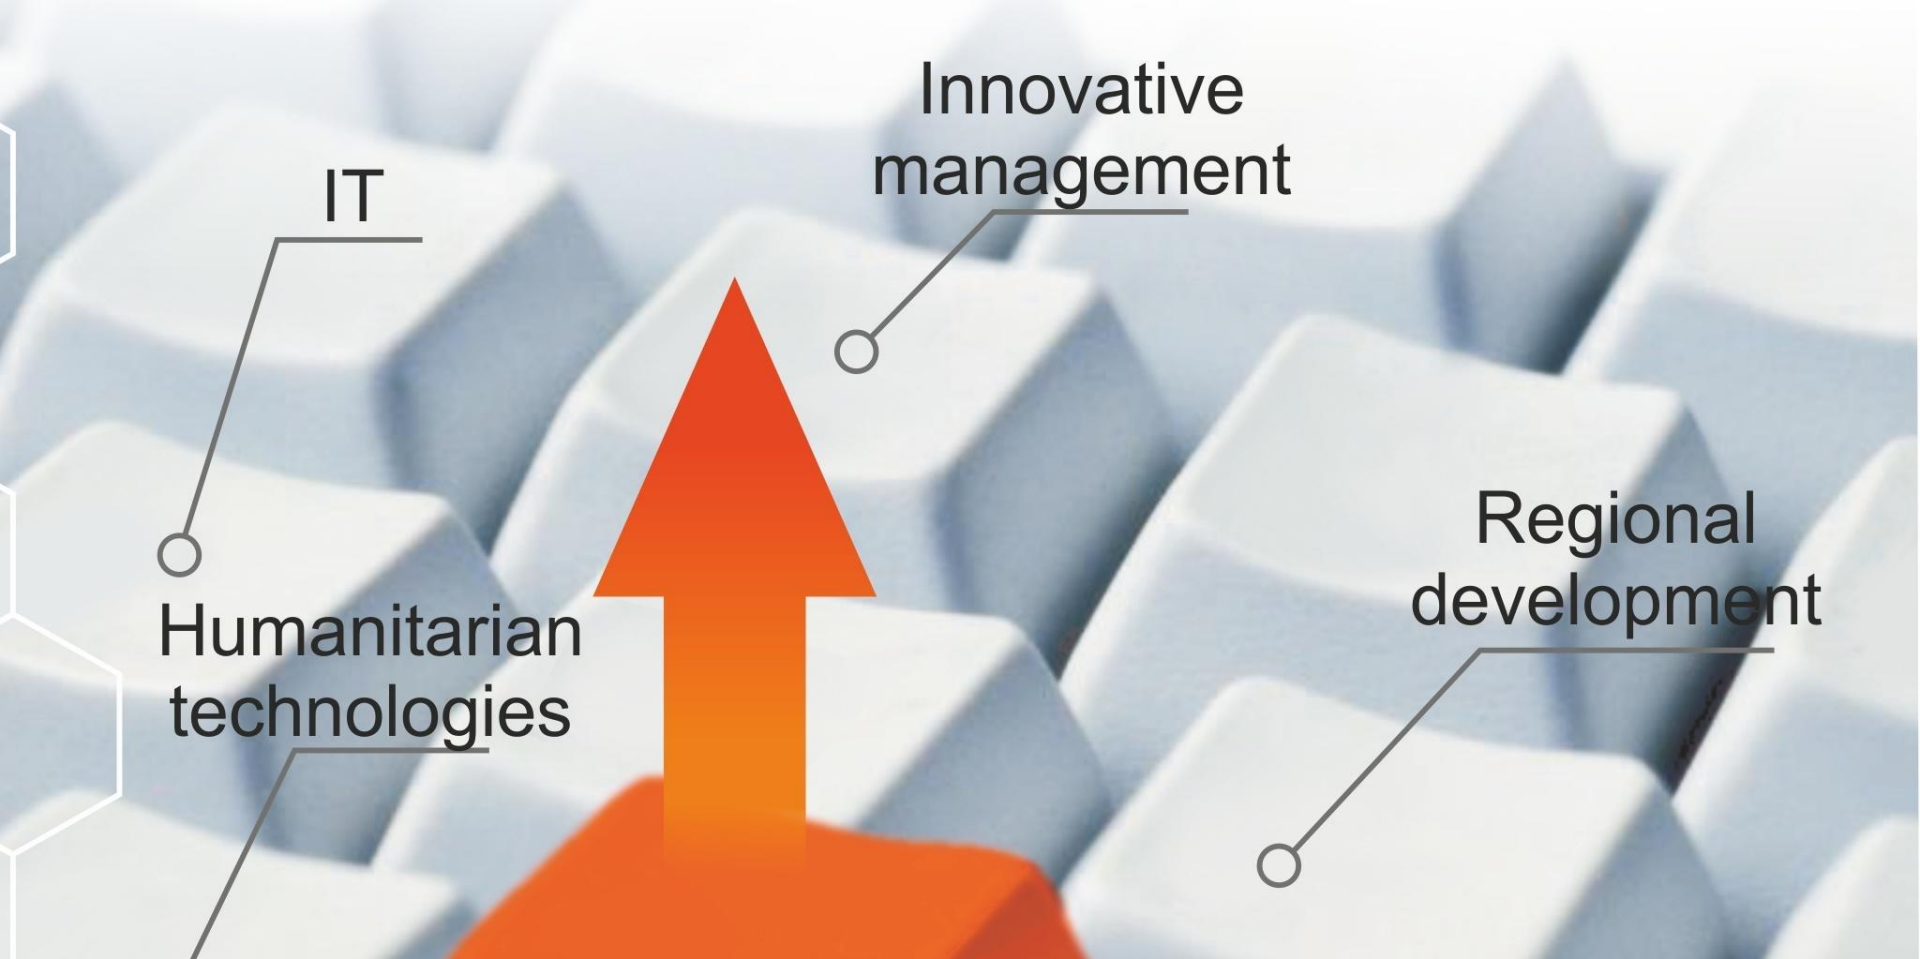 Innovative
management
IT
Regional
development
Humanitarian
technologies